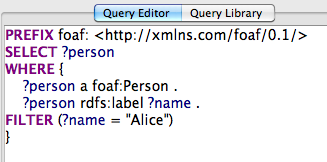 Query Editor Query Library
PREFIX foaf: <http://xmlns.com/foaf/0.1/>
SELECT ?person
WHERE {
?person a foaf:Person .
?person rdfs:label ?name .
FILTER (?name = "Alice")
}